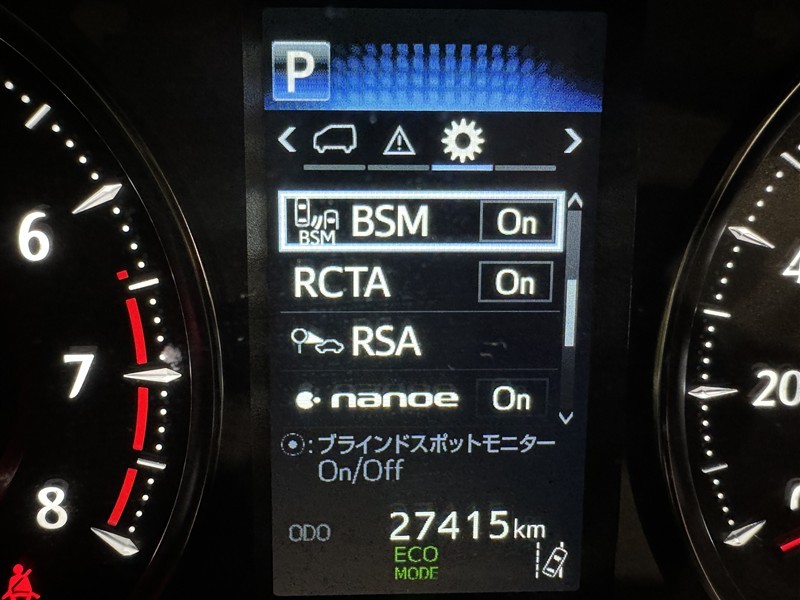 P
BSM BSM On
RCTA On
RSA
nanoe On
: ブラインドスポットモニター
On/Off
ODO 27415km
ECO
MODE
6
7
8
20